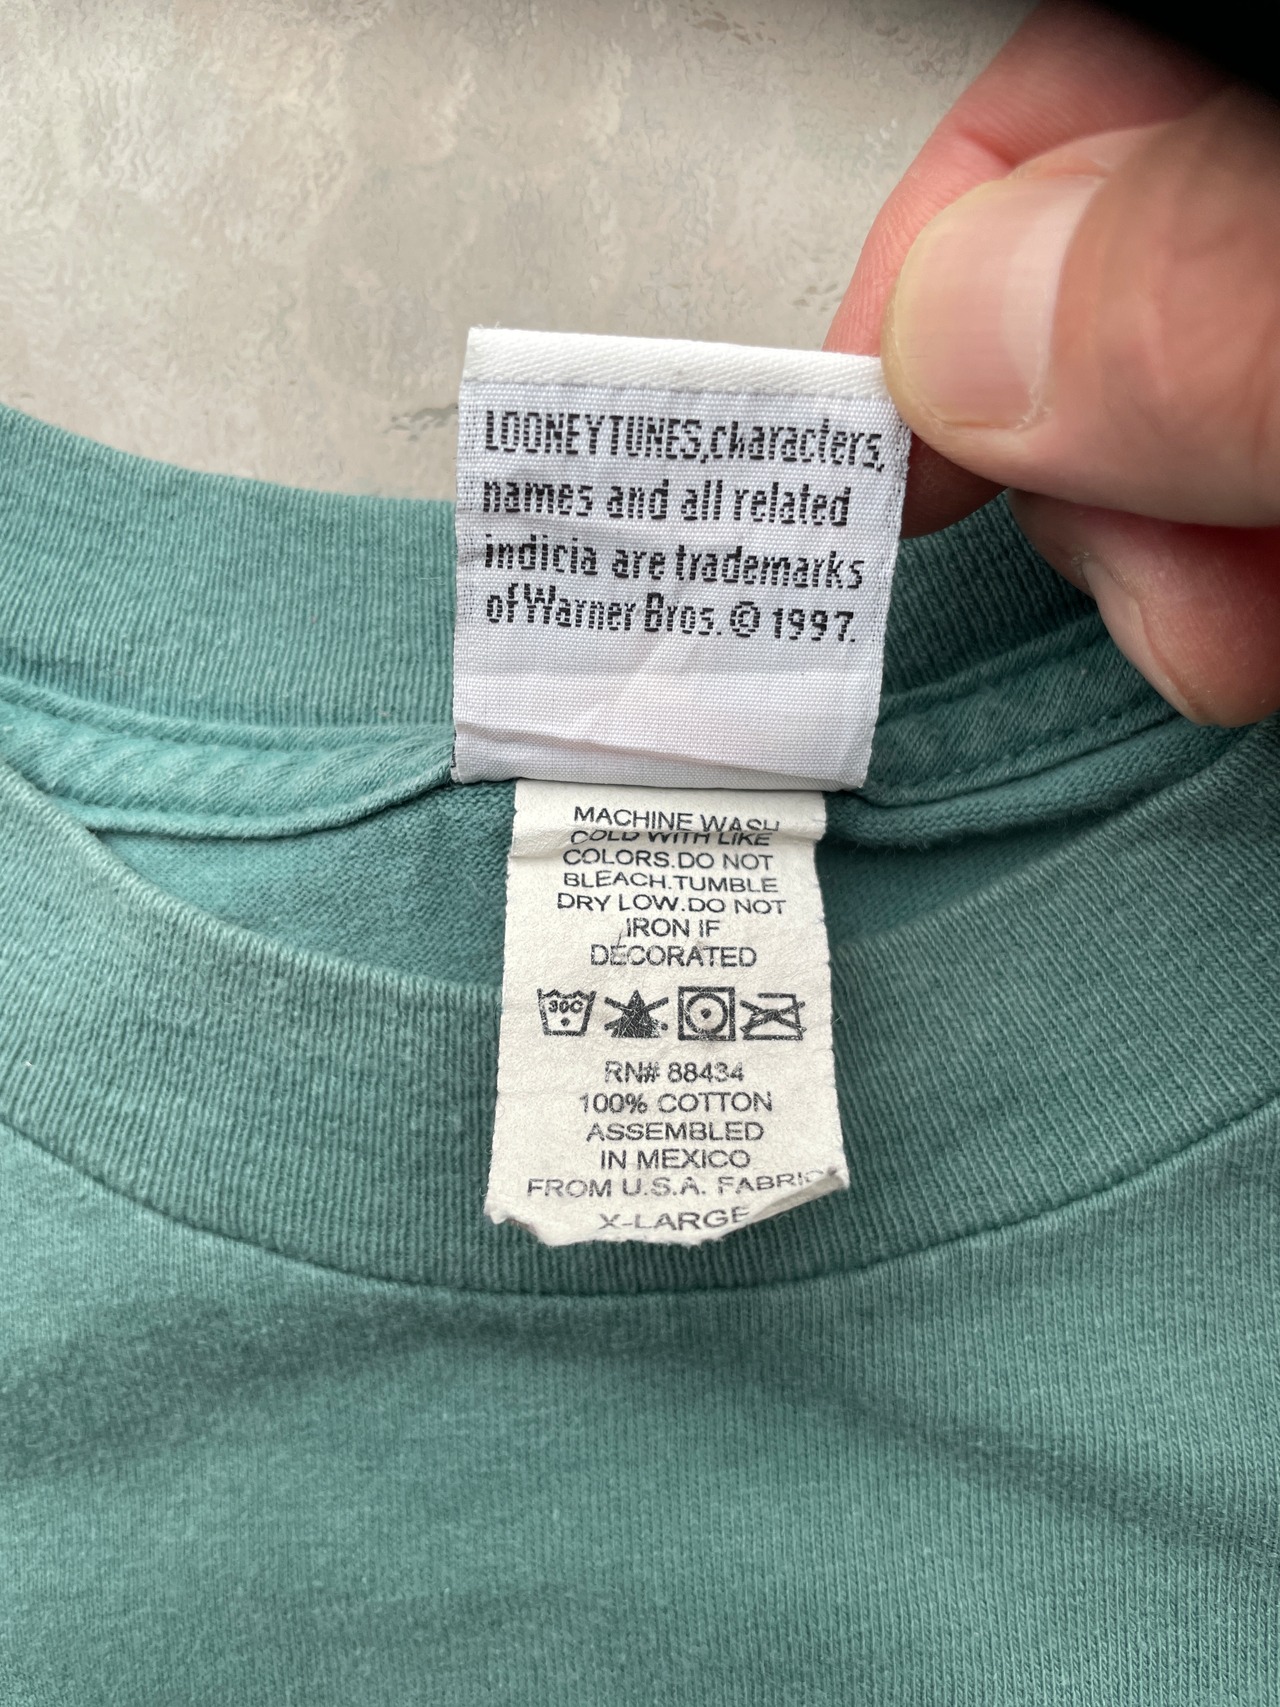 LOONEY TUNES, characters,
names and all related
indicia are trademarks
of Warner Bros. © 1997.
MACHINE WASH
COLD WITH LIKE
COLORS.DO NOT
BLEACH.TUMBLE
DRY LOW.DO NOT
IRON IF
DECORATED
30C
RN# 88434
100% COTTON
ASSEMBLED
IN MEXICO
FROM U.S.A. FABRIC
X-LARGE